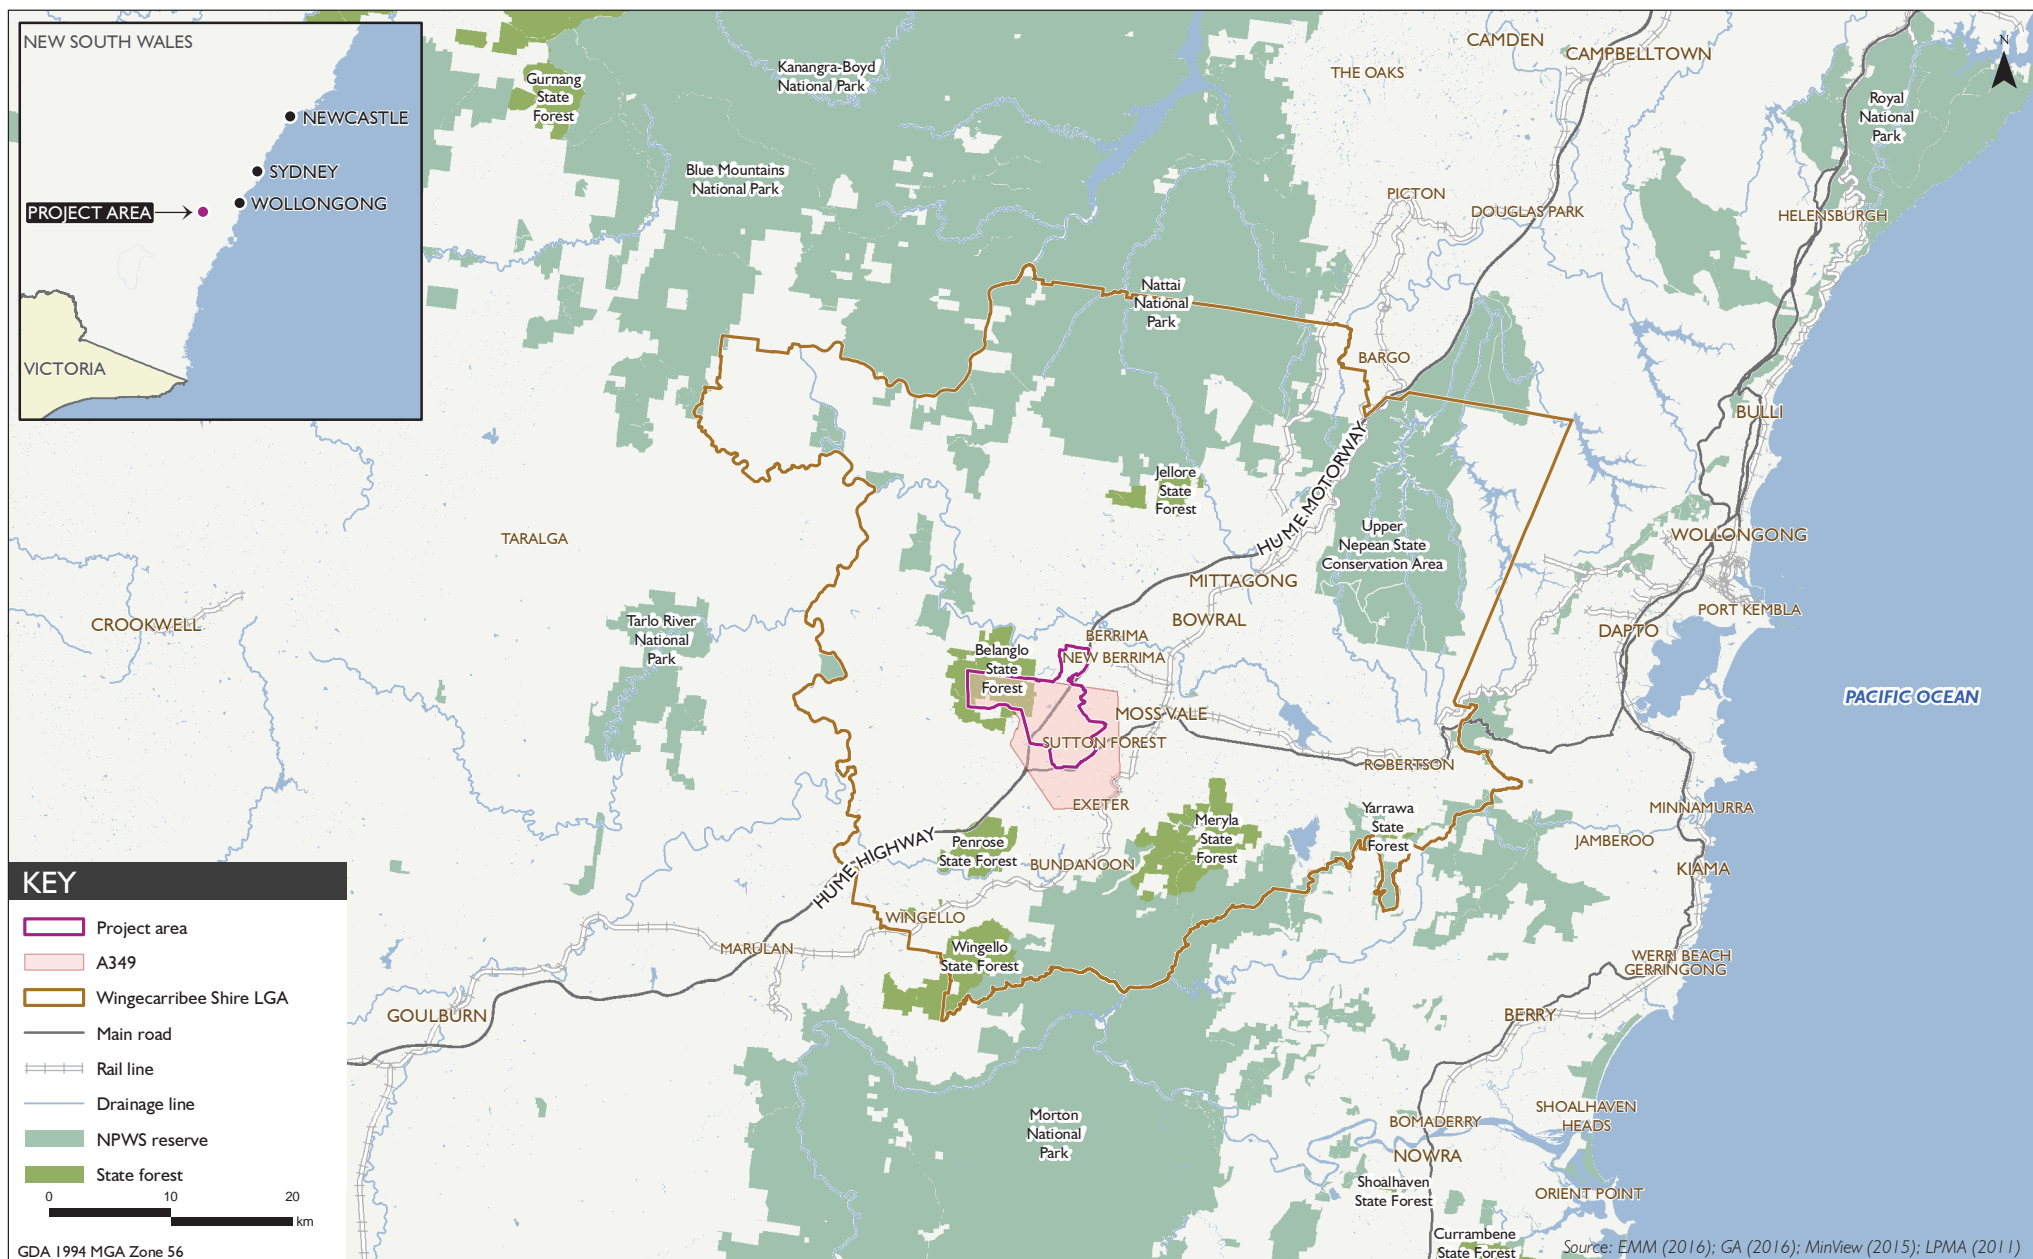 NEW SOUTH WALES
NEWCASTLE
SYDNEY
WOLLONGONG
PROJECT AREA
VICTORIA
Gurnang
State
Forest
Kanangra-Boyd
National Park
Blue Mountains
National Park
THE OAKS
CAMDEN
CAMPBELLTOWN
N
Royal
National
Park
PICTON
DOUGLAS PARK
HELENSBURGH
Nattai
National
Park
BARGO
BULLI
HUME MOTORWAY
Jellore
State
Forest
Upper
Nepean State
Conservation Area
WOLLONGONG
TARALGA
MITTAGONG
PORT KEMBLA
CROOKWELL
Tarlo River
National
Park
BOWRAL
DAPTO
BERRIMA
NEW BERRIMA
Belanglo
State
Forest
PACIFIC OCEAN
MOSS VALE
SUTTON FOREST
ROBERTSON
EXETER
Yarrawa
State
Forest
MINNAMURRA
Meryla
State
Forest
JAMBEROO
Penrose
State Forest
HUME HIGHWAY
BUNDANOON
KIAMA
WINGELLO
MARULAN
Wingello
State Forest
WERRI BEACH
GERRINGONG
GOULBURN
BERRY
Morton
National
Park
BOMADERRY
SHOALHAVEN
HEADS
NOWRA
Shoalhaven
State Forest
ORIENT POINT
Currambene
State Forest
KEY
Project area
A349
Wingecarribee Shire LGA
Main road
Rail line
Drainage line
NPWS reserve
State forest
0 10 20
km
GDA 1994 MGA Zone 56
Source: EMM (2016); GA (2016); MinView (2015); LPMA (2011)